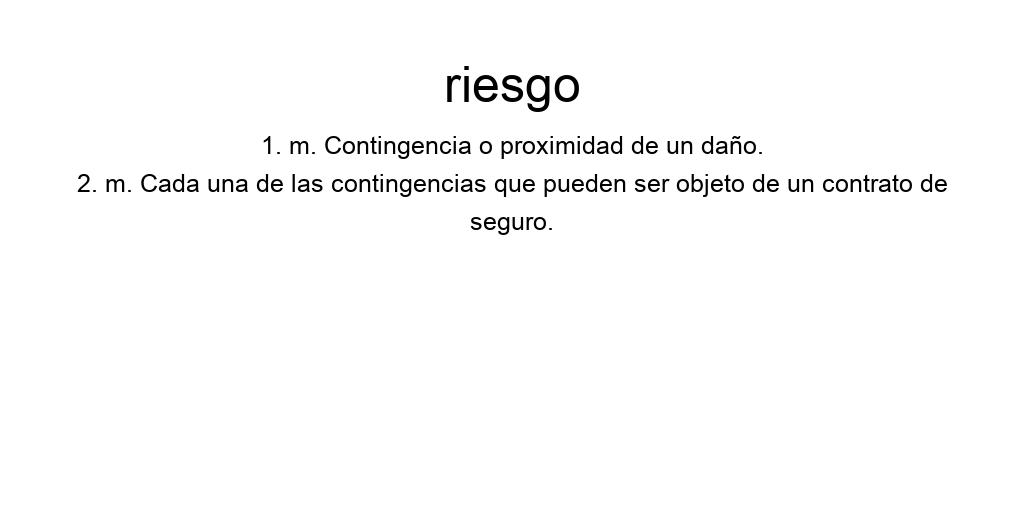 riesgo
1. m. Contingencia o proximidad de un daño.
2. m. Cada una de las contingencias que pueden ser objeto de un contrato de
seguro.